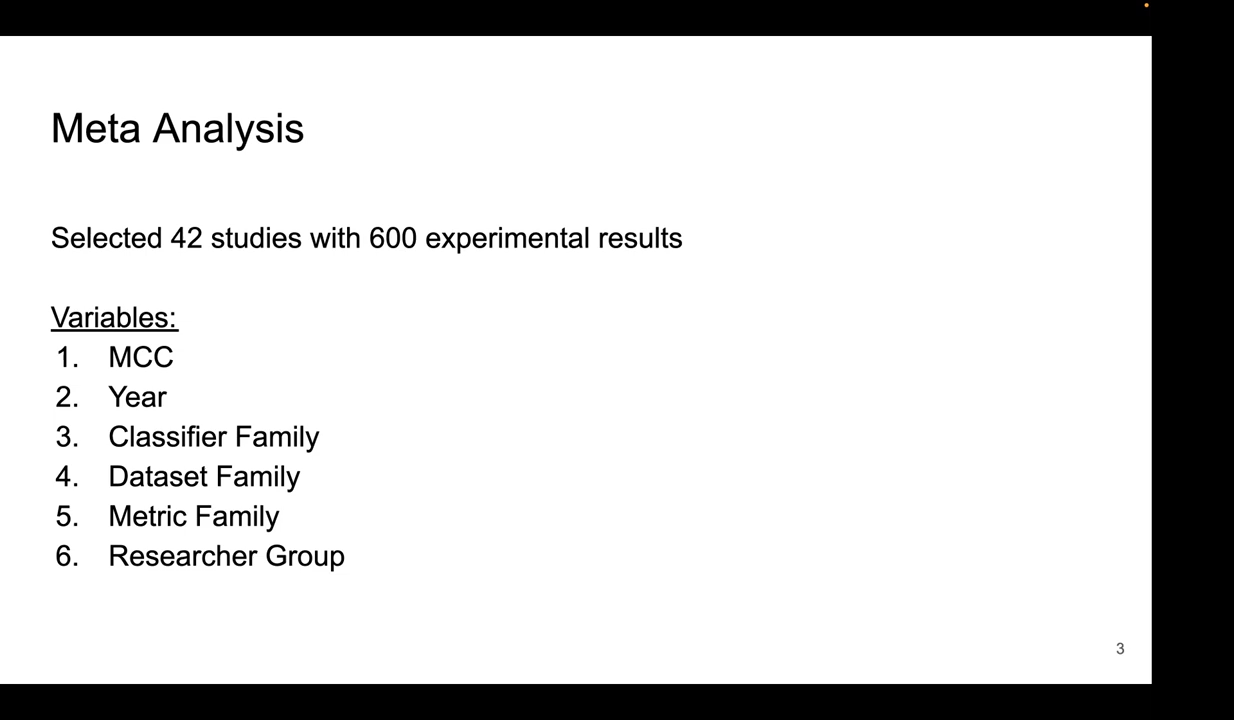 Meta Analysis
Selected 42 studies with 600 experimental results
Variables:
1. MCC
2. Year
3. Classifier Family
4. Dataset Family
5. Metric Family
6. Researcher Group
3